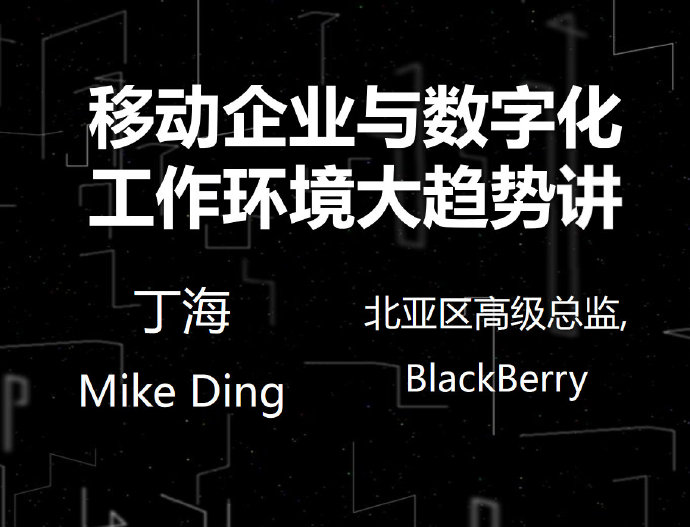 移动企业与数字化
工作环境大趋势讲
丁海
北亚区高级总监,
Mike Ding
BlackBerry